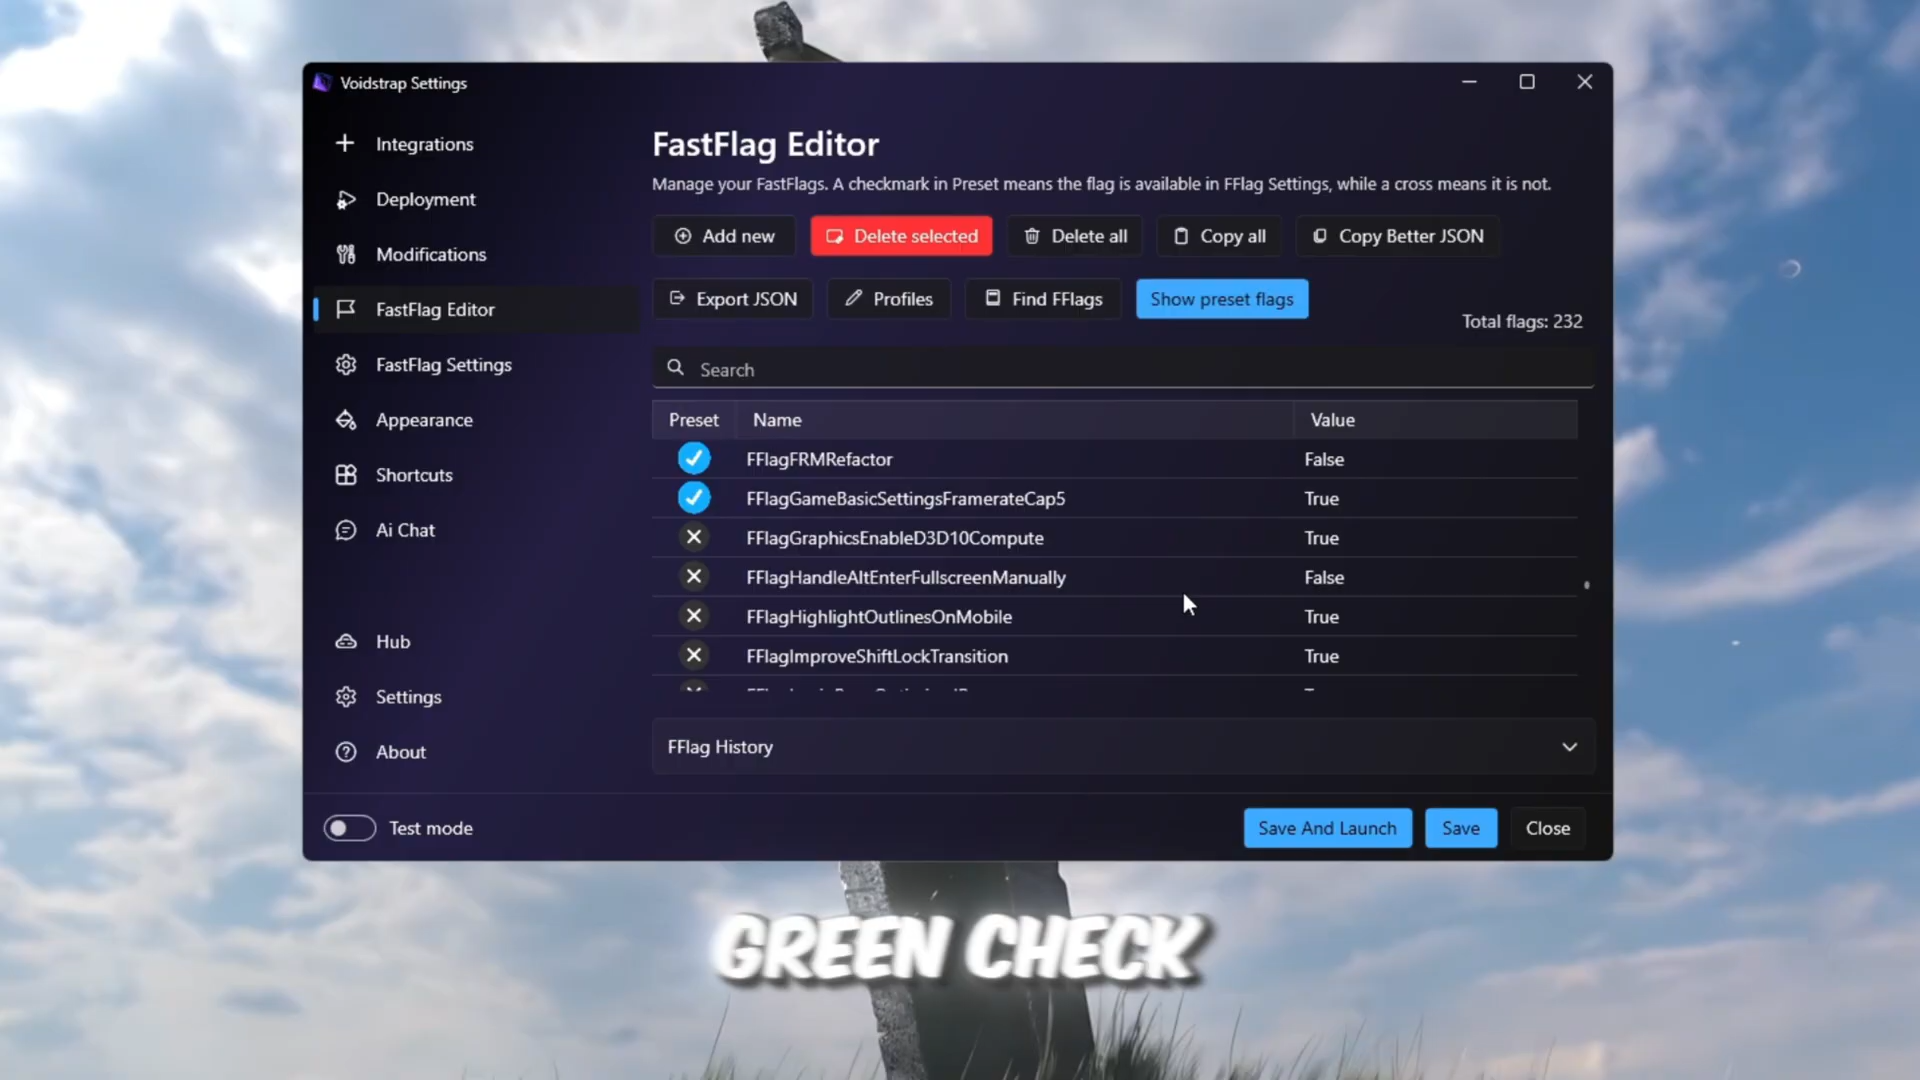 Voidstrap Settings
Integrations
Deployment
Modifications
FastFlag Editor
FastFlag Settings
Appearance
Shortcuts
Ai Chat
Hub
Settings
About
Test mode
FastFlag Editor
Manage your FastFlags. A checkmark in Preset means the flag is available in FFlag Settings, while a cross means it is not.
Add new Delete selected Delete all Copy all Copy Better JSON
Export JSON Profiles Find FFlags Show preset flags
Total flags: 232
Search
Preset Name Value
FFlagFRMRefactor False
FFlagGameBasicSettingsFramerateCap5 True
FFlagGraphicsEnableD3D10Compute True
FFlagHandleAltEnterFullscreenManually False
FFlagHighlightOutlinesOnMobile True
FFlagImproveShiftLockTransition True
FFlag History
Save And Launch Save Close
GREEN CHECK